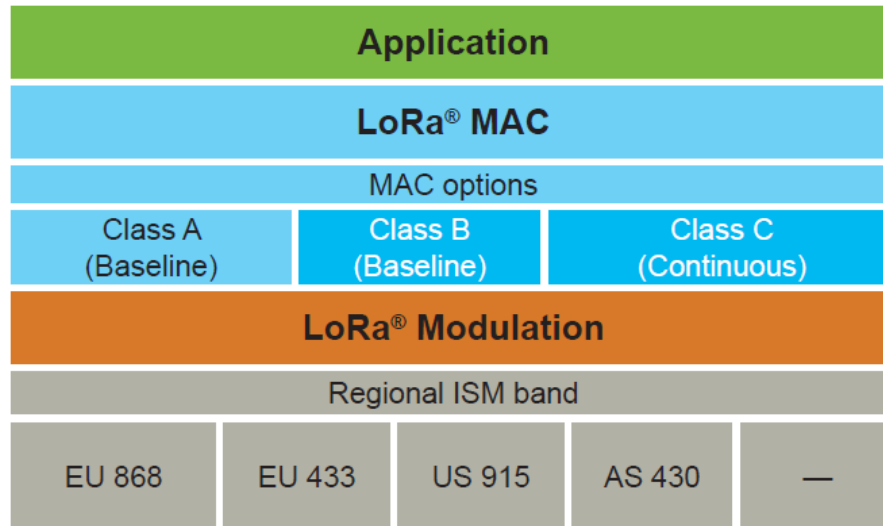 Application
LoRa® MAC
MAC options
Class A
(Baseline)
Class B
(Baseline)
Class C
(Continuous)
LoRa® Modulation
Regional ISM band
EU 868
EU 433
US 915
AS 430
—